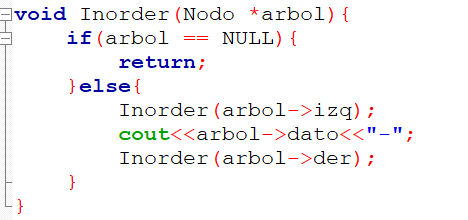 void Inorder(Nodo *arbol){
    if(arbol == NULL){
        return;
    }else{
        Inorder(arbol->izq);
        cout<<arbol->dato<<"-";
        Inorder(arbol->der);
    }
}